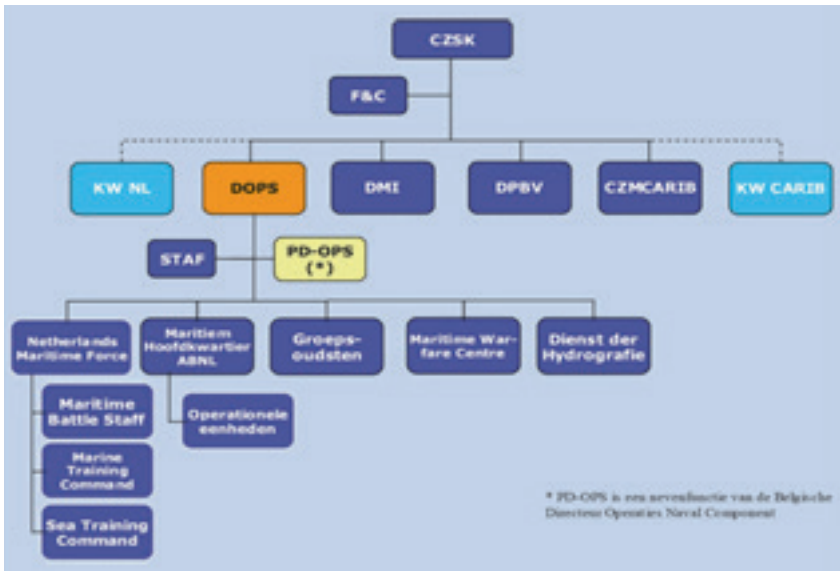 CZSK
F&C
KW NL
DOPS
DMI
DPBV
CZMCARIB
KW CARIB
STAF
PD-OPS
(*)
Netherlands
Maritime Force
Maritiem
Hoofdkwartier
ABNL
Groeps-
oudsten
Maritime War-
fare Centre
Dienst der
Hydrografie
Maritime
Battle Staff
Operationele
eenheden
Marine
Training
Command
Sea Training
Command
* PD-OPS is een nevenfunctie van de Belgische
Directeur Operaties Naval Component